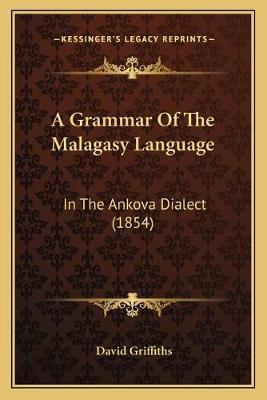 KESSINGER'S LEGACY REPRINTS
A Grammar Of The
Malagasy Language
In The Ankova Dialect
(1854)
David Griffiths